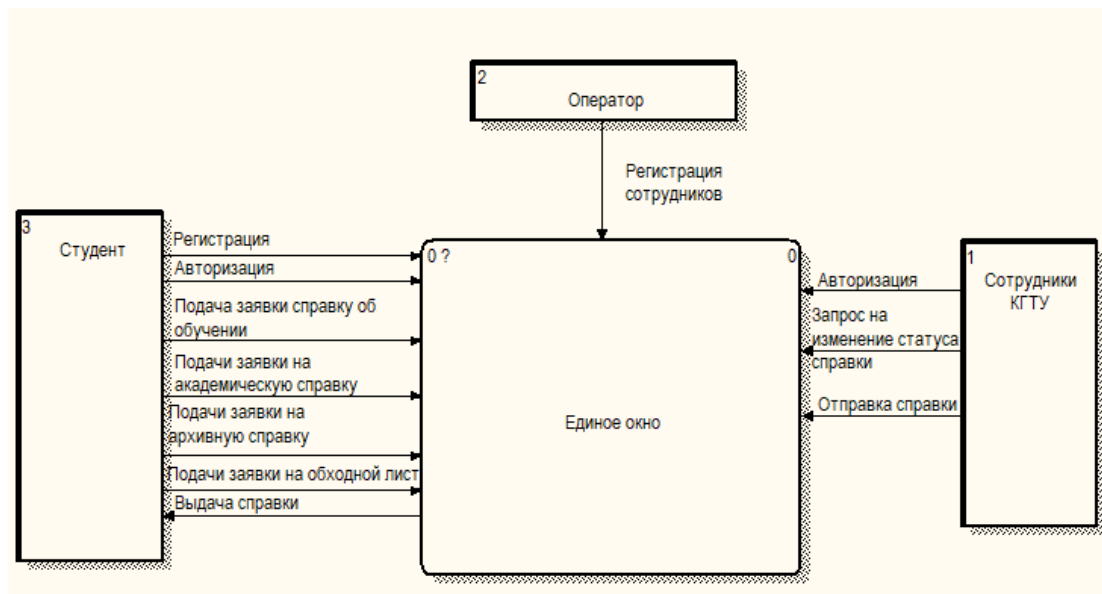 2
Оператор
Регистрация
сотрудников
3
Студент
Регистрация
Авторизация
Подача заявки справку об
обучении
Подачи заявки на
академическую справку
Подачи заявки на
архивную справку
Подачи заявки на обходной лист
Выдача справки
0 ?
0
Единое окно
Авторизация
Запрос на
изменение статуса
справки
Отправка справки
1
Сотрудники
КГТУ